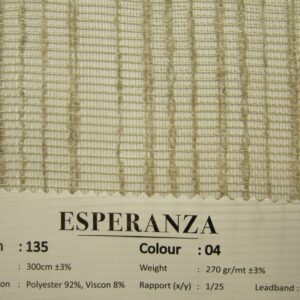 ESPERANZA
n : 135 Colour : 04
: 300cm ±3% Weight : 270 gr/mt ±3%
on : Polyester 92%, Viscon 8% Rapport (x/y) : 1/25 Leadband :